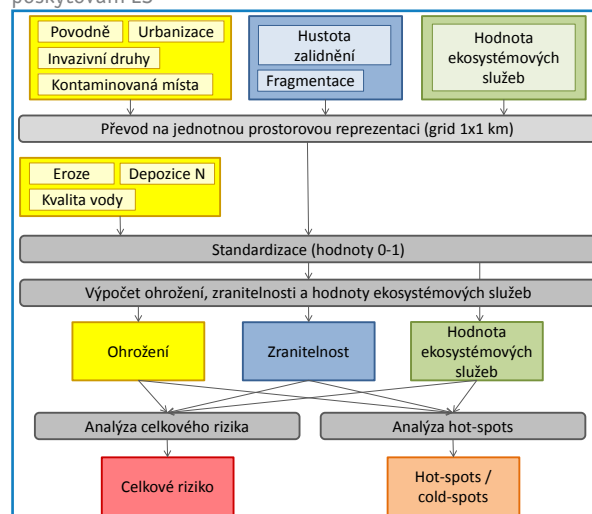 poskytování ES
Povodně
Urbanizace
Invazivní druhy
Kontaminovaná místa
Hustota
zalidnění
Fragmentace
Hodnota
ekosystémových
služeb
Převod na jednotnou prostorovou reprezentaci (grid 1x1 km)
Eroze
Depozice N
Kvalita vody
Standardizace (hodnoty 0-1)
Výpočet ohrožení, zranitelnosti a hodnoty ekosystémových služeb
Ohrožení
Zranitelnost
Hodnota
ekosystémových
služeb
Analýza celkového rizika
Analýza hot-spots
Celkové riziko
Hot-spots /
cold-spots